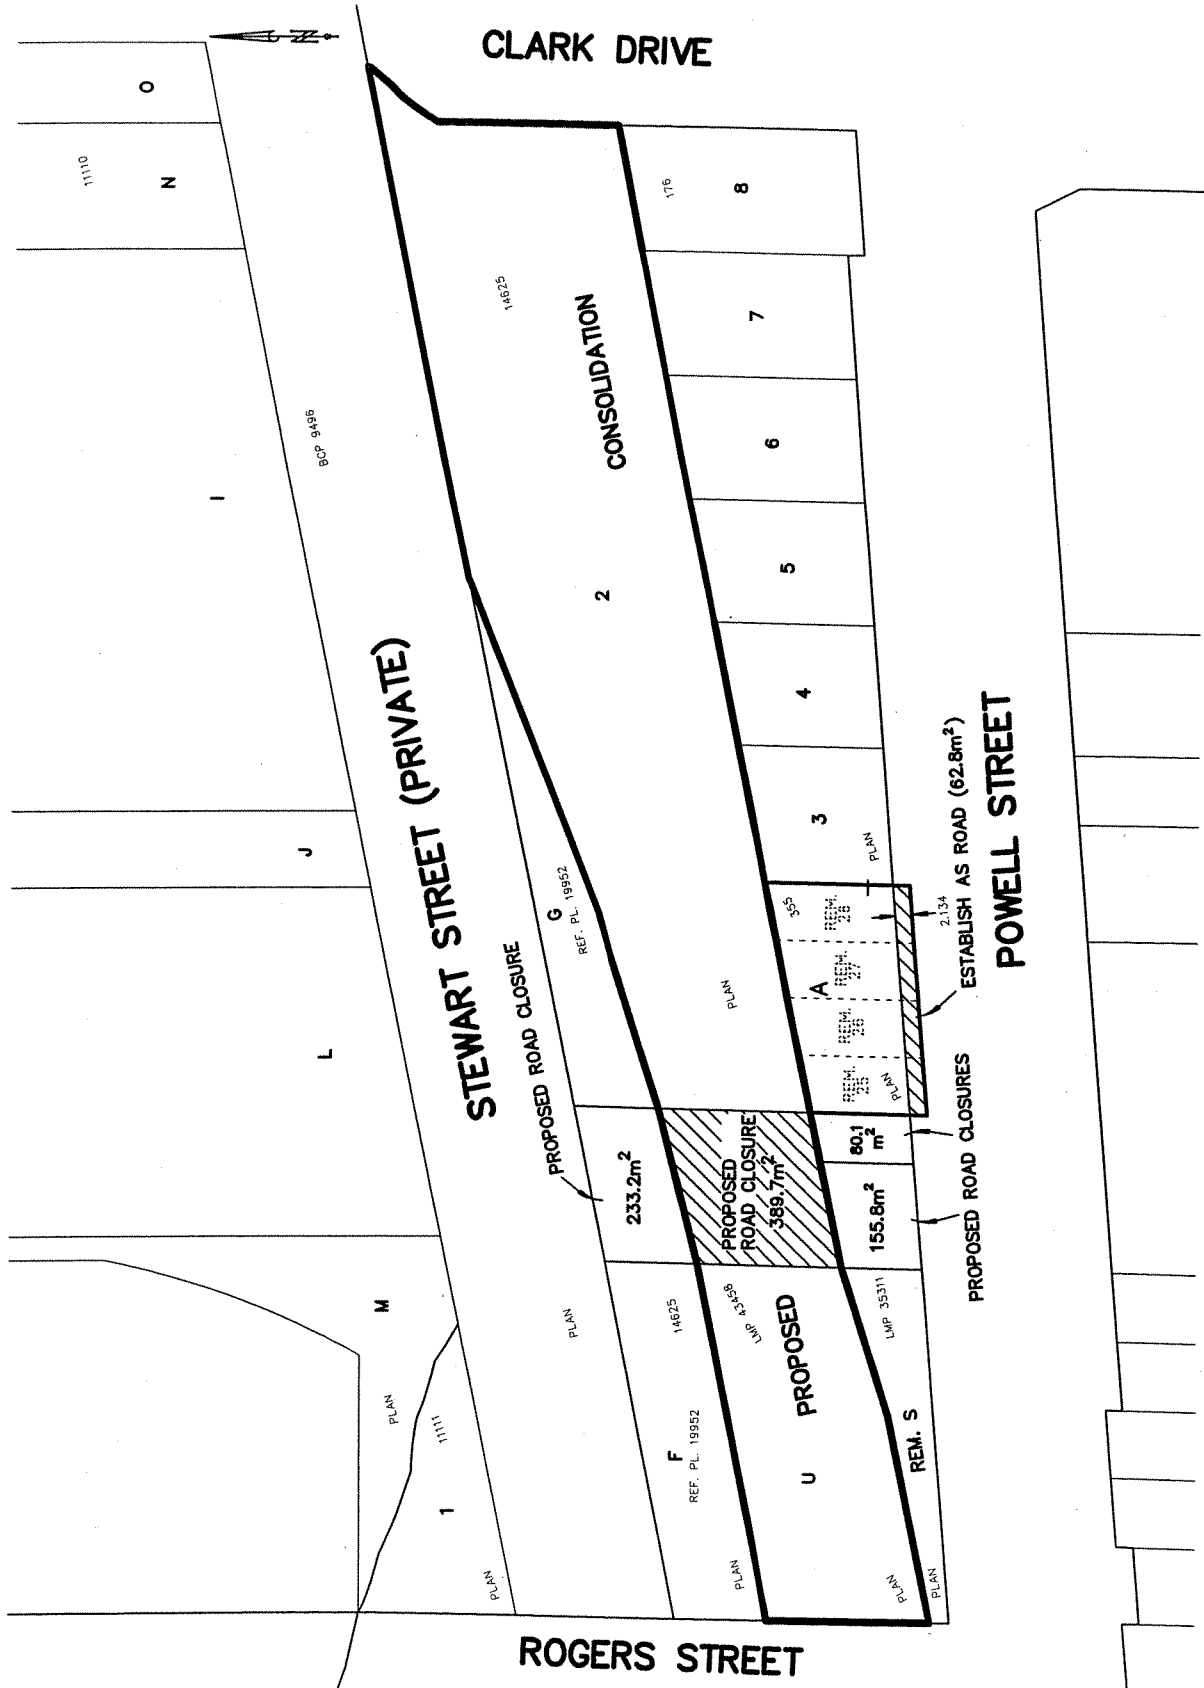 CLARK DRIVE
N
O
N
11110
I
BCP 9496
J
L
M
PLAN
11111
1
PLAN
STEWART STREET (PRIVATE)
PLAN
PROPOSED ROAD CLOSURE
14625
CONSOLIDATION
2
G
REF. PL. 19952
PLAN
233.2m²
PROPOSED
ROAD CLOSURE
389.7m²
14625
F
REF. PL. 19952
PLAN
LMP 43458
PROPOSED
U
PLAN
176
8
7
6
5
4
3
PLAN
355
REM. 28
REM. 27
A
REM. 26
REM. 25
PLAN
80.1
m²
155.8m²
LMP 35311
REM. S
PLAN
2.134
ESTABLISH AS ROAD (62.8m²)
POWELL STREET
PROPOSED ROAD CLOSURES
ROGERS STREET